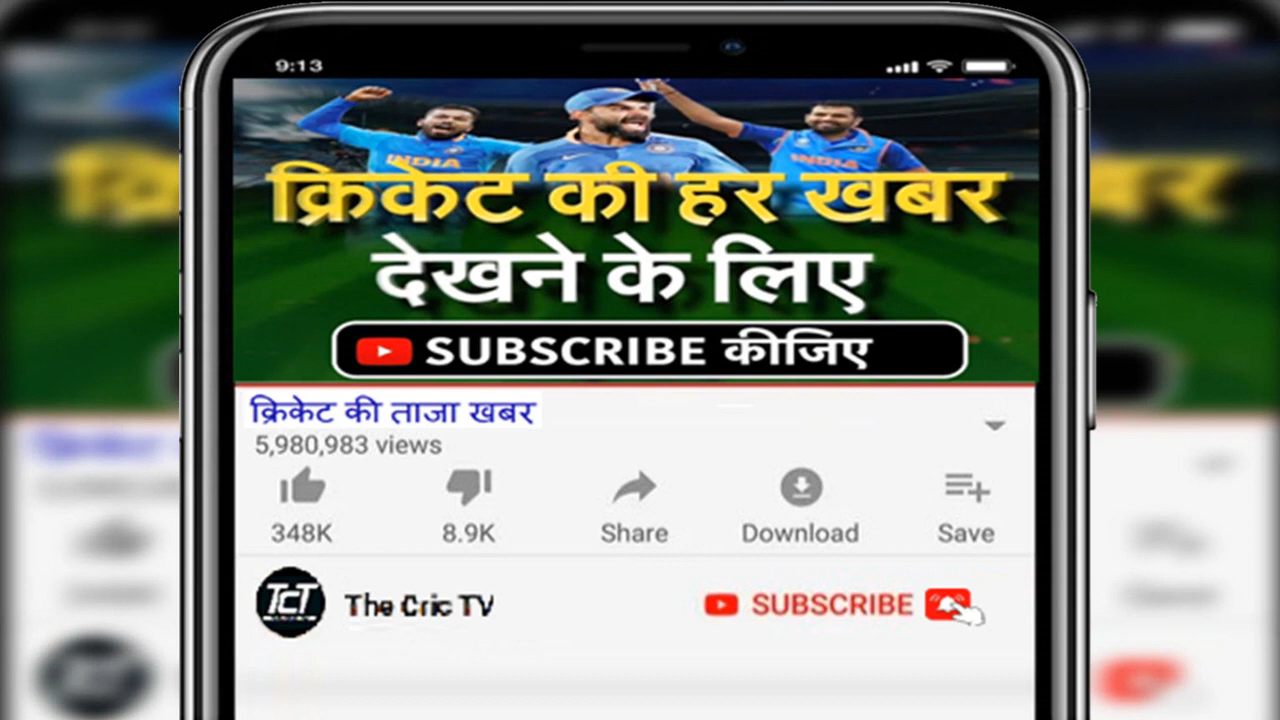 9:13
INDIA
INDIA
क्रिकेट की हर खबर
देखने के लिए
SUBSCRIBE कीजिए
क्रिकेट की ताजा खबर
5,980,983 views
348K
8.9K
Share
Download
Save
TCT
The Cric TV
SUBSCRIBE